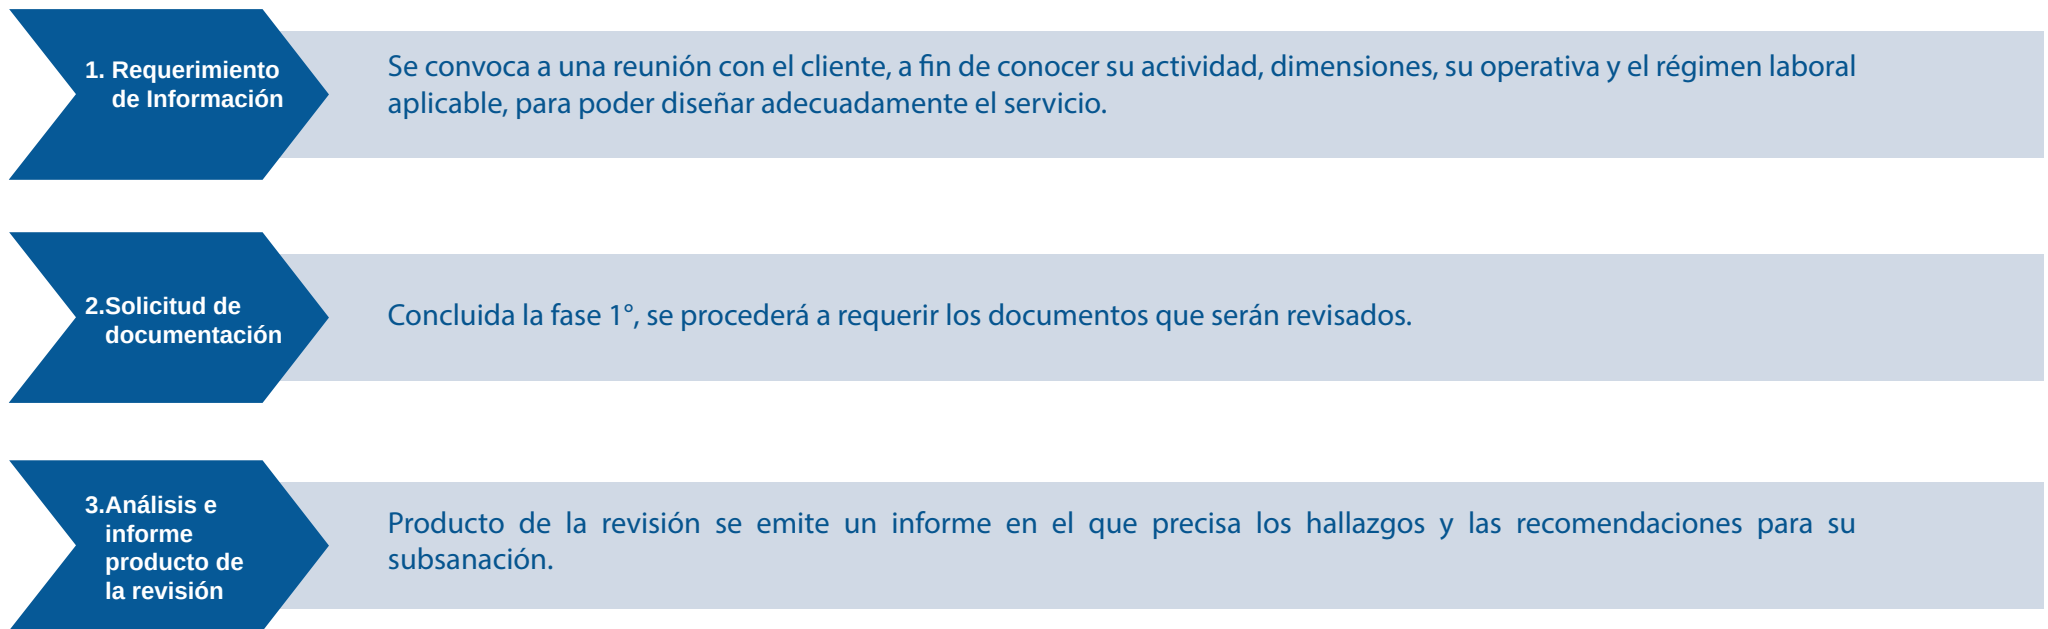 1. Requerimiento
de Información
Se convoca a una reunión con el cliente, a fin de conocer su actividad, dimensiones, su operativa y el régimen laboral
aplicable, para poder diseñar adecuadamente el servicio.
2.Solicitud de
documentación
Concluida la fase 1°, se procederá a requerir los documentos que serán revisados.
3.Análisis e
informe
producto de
la revisión
Producto de la revisión se emite un informe en el que precisa los hallazgos y las recomendaciones para su
subsanación.